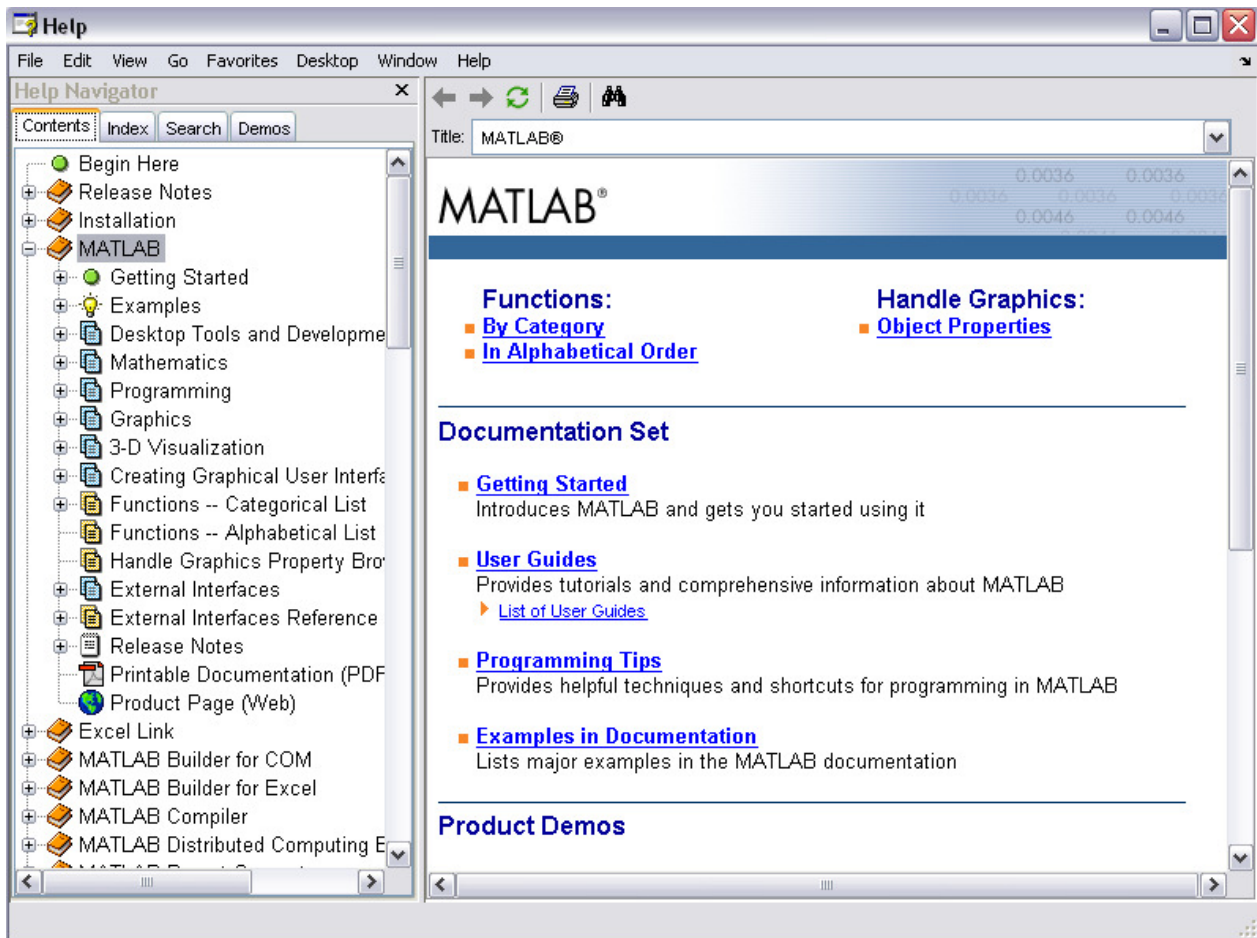 Help
File Edit View Go Favorites Desktop Window Help
Help Navigator
Contents Index Search Demos
Begin Here
Release Notes
Installation
MATLAB
Getting Started
Examples
Desktop Tools and Developme
Mathematics
Programming
Graphics
3-D Visualization
Creating Graphical User Interfa
Functions -- Categorical List
Functions -- Alphabetical List
Handle Graphics Property Bro
External Interfaces
External Interfaces Reference
Release Notes
Printable Documentation (PDF
Product Page (Web)
Excel Link
MATLAB Builder for COM
MATLAB Builder for Excel
MATLAB Compiler
MATLAB Distributed Computing E
Title: MATLAB®
MATLAB®
0.0036 0.0036
0.0036 0.0036 0.0036
0.0046 0.0046
Functions:
By Category
In Alphabetical Order
Handle Graphics:
Object Properties
Documentation Set
Getting Started
Introduces MATLAB and gets you started using it
User Guides
Provides tutorials and comprehensive information about MATLAB
List of User Guides
Programming Tips
Provides helpful techniques and shortcuts for programming in MATLAB
Examples in Documentation
Lists major examples in the MATLAB documentation
Product Demos